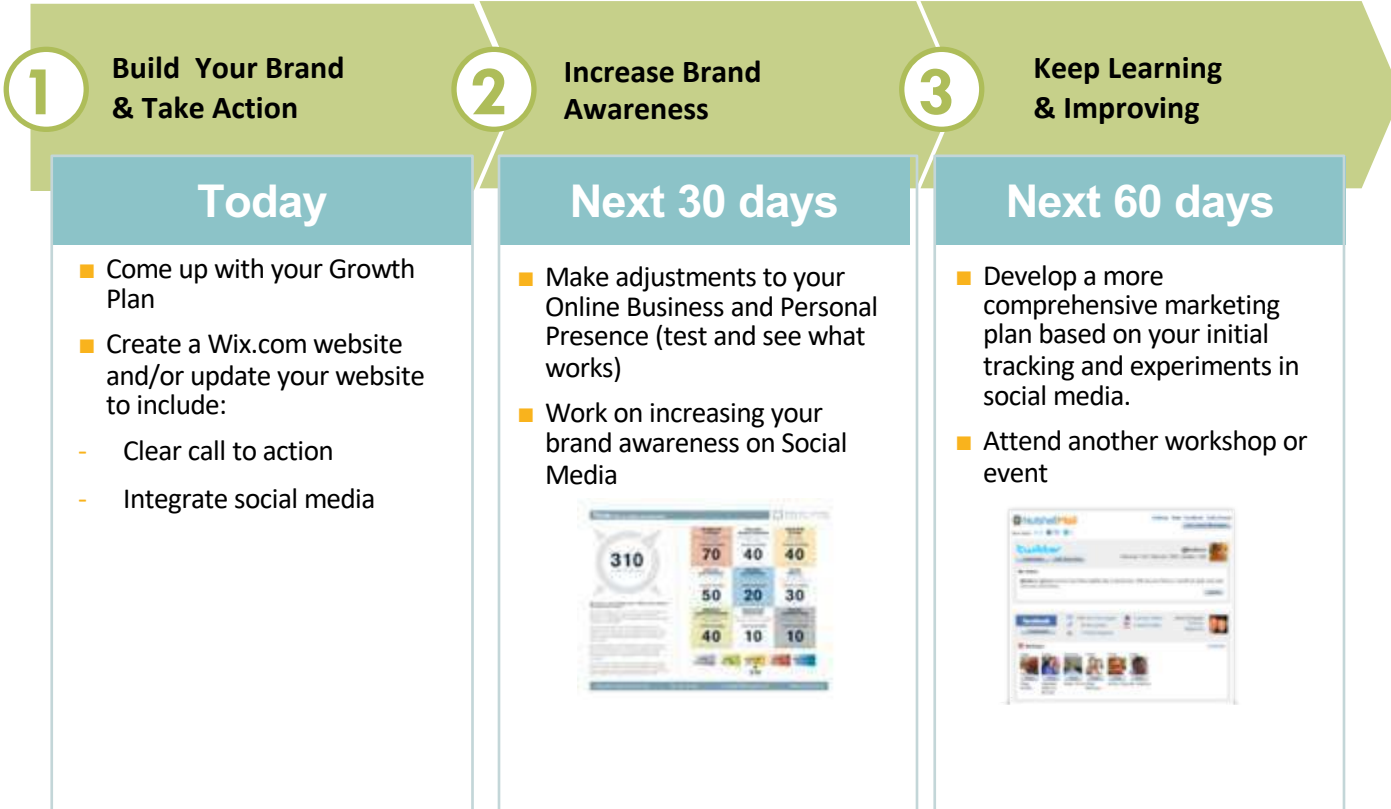 1
Build Your Brand
& Take Action
Today
■ Come up with your Growth
Plan
■ Create a Wix.com website
and/or update your website
to include:
- Clear call to action
- Integrate social media
2
Increase Brand
Awareness
Next 30 days
■ Make adjustments to your
Online Business and Personal
Presence (test and see what
works)
■ Work on increasing your
brand awareness on Social
Media
310
70 40 40
50 20 30
40 10 10
3
Keep Learning
& Improving
Next 60 days
■ Develop a more
comprehensive marketing
plan based on your initial
tracking and experiments in
social media.
■ Attend another workshop or
event
NutshellMail
twitter
facebook